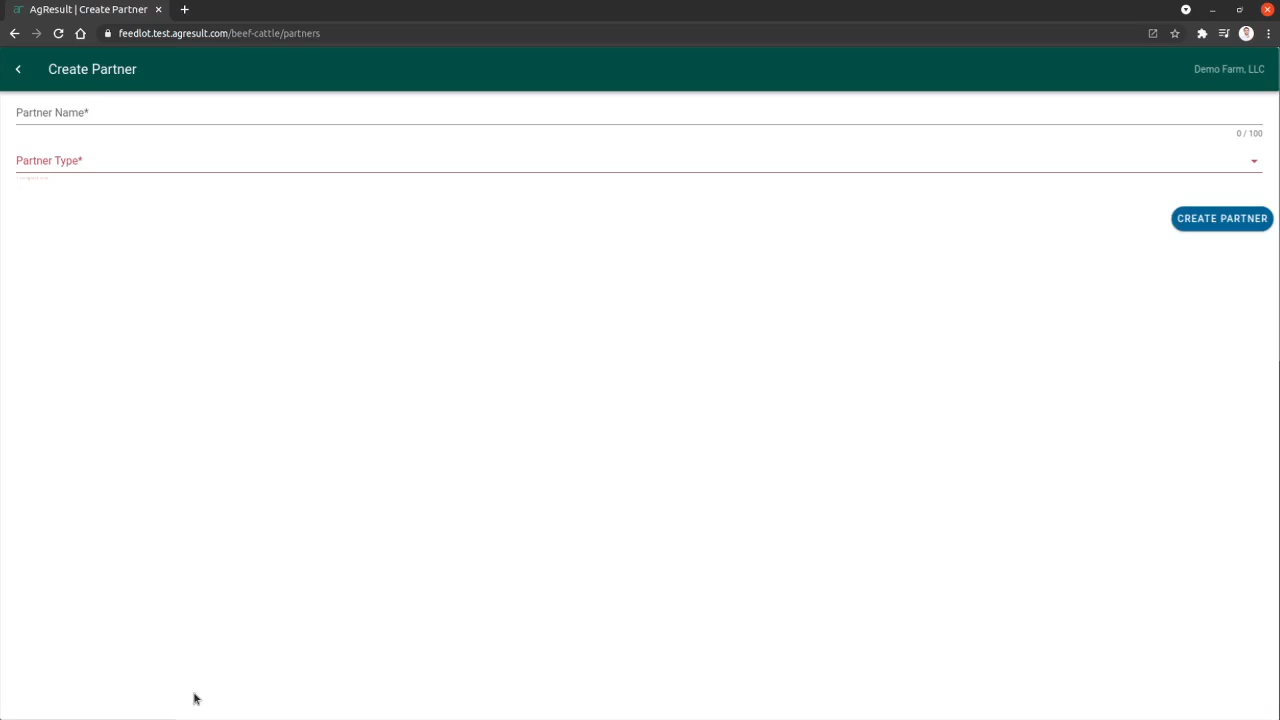 AgResult | Create Partner
feedlot.test.agresult.com/beef-cattle/partners
Create Partner
Demo Farm, LLC
Partner Name*
0 / 100
Partner Type*
CREATE PARTNER